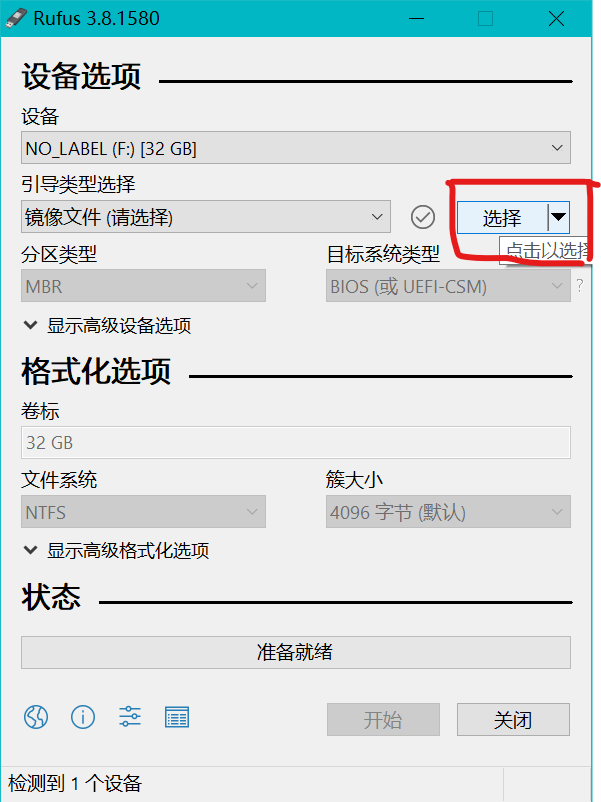 Rufus 3.8.1580
设备选项
设备
NO_LABEL (F:) [32 GB]
引导类型选择
镜像文件 (请选择)
选择
点击以选择
分区类型
目标系统类型
MBR
BIOS (或 UEFI-CSM)
?
显示高级设备选项
格式化选项
卷标
32 GB
文件系统
簇大小
NTFS
4096 字节 (默认)
显示高级格式化选项
状态
准备就绪
开始
关闭
检测到 1 个设备